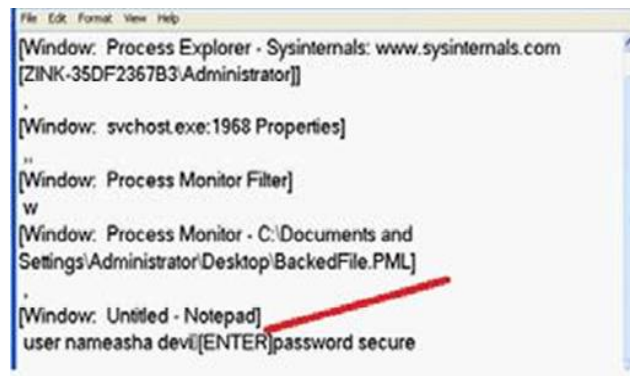 File Edit Format View Help
[Window: Process Explorer - Sysinternals: www.sysinternals.com
[ZINK-35DF2367B3\Administrator]]
.
[Window: svchost.exe:1968 Properties]
..
[Window: Process Monitor Filter]
w
[Window: Process Monitor - C:\Documents and
Settings\Administrator\Desktop\BackedFile.PML]
.
[Window: Untitled - Notepad]
user nameasha devi[ENTER]password secure